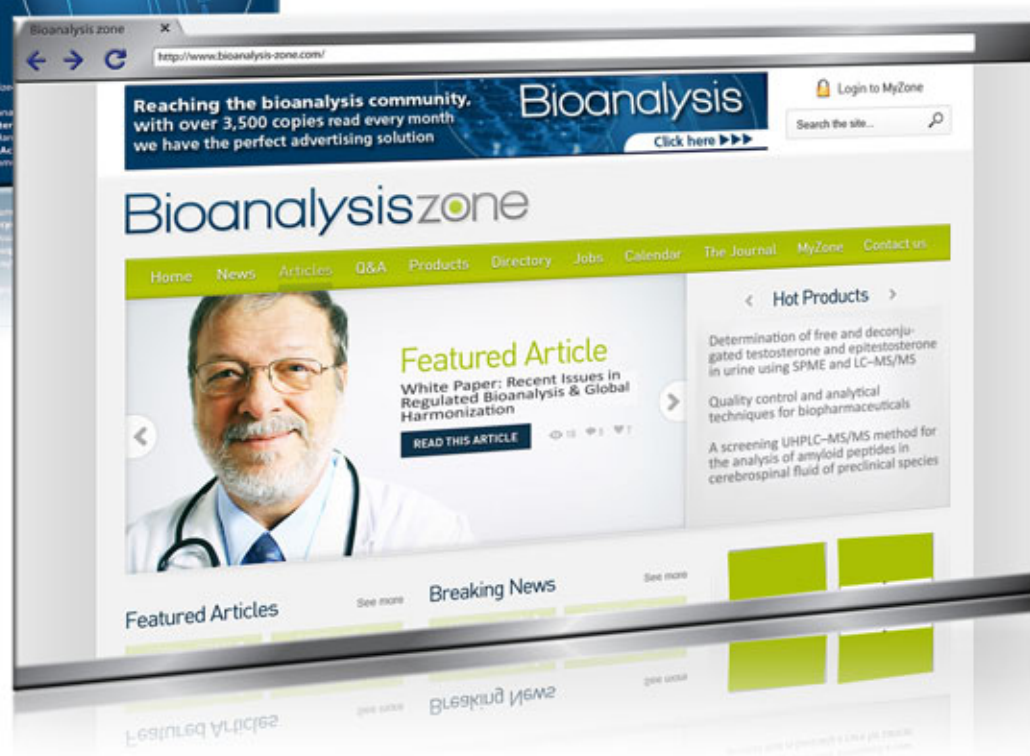 Bioanalysis zone
http://www.bioanalysis-zone.com/
Reaching the bioanalysis community,
with over 3,500 copies read every month
we have the perfect advertising solution
Bioanalysis
Click here
Login to MyZone
Search the site...
Bioanalysiszone
Home News Articles Q&A Products Directory Jobs Calendar The Journal MyZone Contact us
Featured Article
White Paper: Recent Issues in
Regulated Bioanalysis & Global
Harmonization
READ THIS ARTICLE
Hot Products
Determination of free and deconju-
gated testosterone and epitestosterone
in urine using SPME and LC–MS/MS
Quality control and analytical
techniques for biopharmaceuticals
A screening UHPLC–MS/MS method for
the analysis of amyloid peptides in
cerebrospinal fluid of preclinical species
Featured Articles
See more
Breaking News
See more